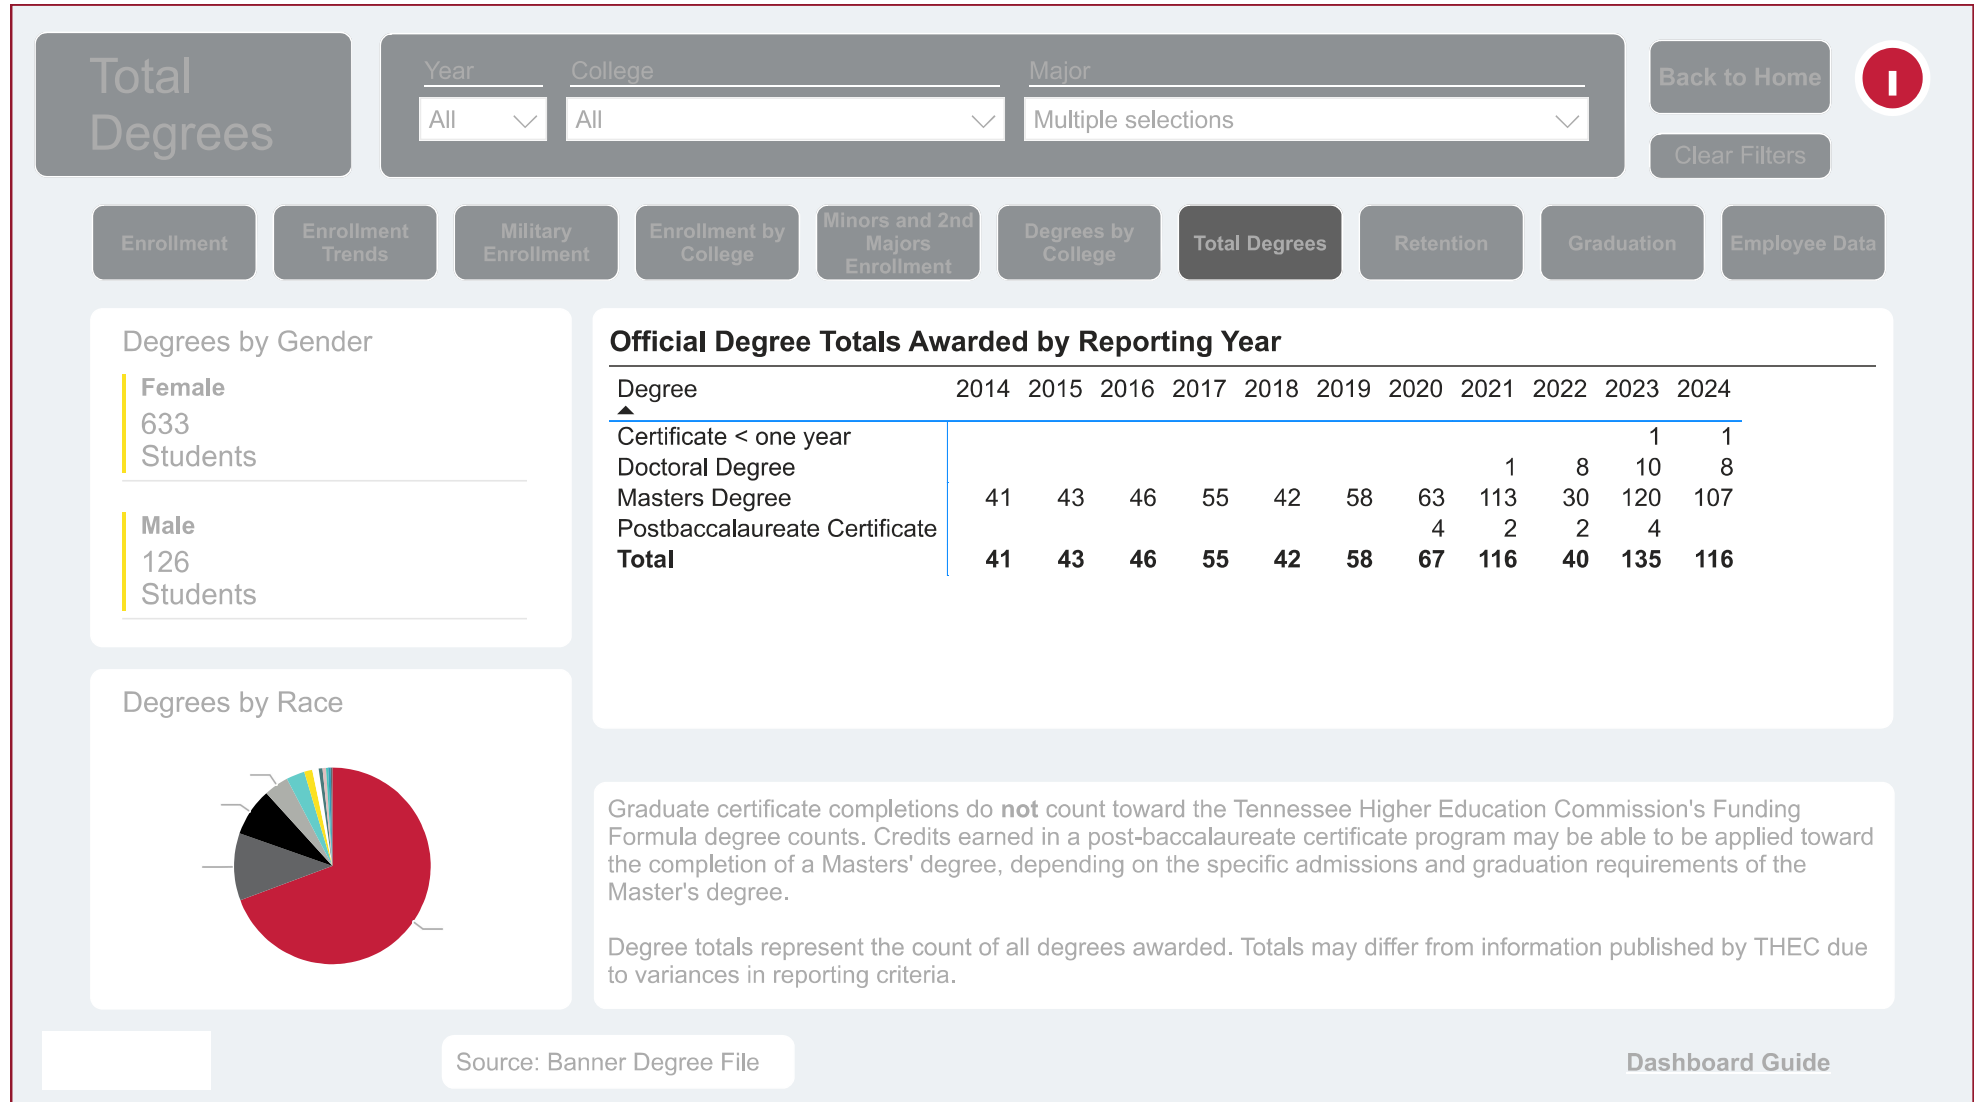 Total
Degrees
Year
College
Major
All
All
Multiple selections
Back to Home
Clear Filters
Enrollment
Enrollment
Trends
Military
Enrollment
Enrollment by
College
Minors and 2nd
Majors
Enrollment
Degrees by
College
Total Degrees
Retention
Graduation
Employee Data
Degrees by Gender
Female
633
Students
Male
126
Students
Degrees by Race
Official Degree Totals Awarded by Reporting Year
Degree 2014 2015 2016 2017 2018 2019 2020 2021 2022 2023 2024
Certificate < one year 1 1
Doctoral Degree 1 8 10 8
Masters Degree 41 43 46 55 42 58 63 113 30 120 107
Postbaccalaureate Certificate 4 2 2 4
Total 41 43 46 55 42 58 67 116 40 135 116
Graduate certificate completions do not count toward the Tennessee Higher Education Commission's Funding
Formula degree counts. Credits earned in a post-baccalaureate certificate program may be able to be applied toward
the completion of a Masters' degree, depending on the specific admissions and graduation requirements of the
Master's degree.
Degree totals represent the count of all degrees awarded. Totals may differ from information published by THEC due
to variances in reporting criteria.
Source: Banner Degree File
Dashboard Guide